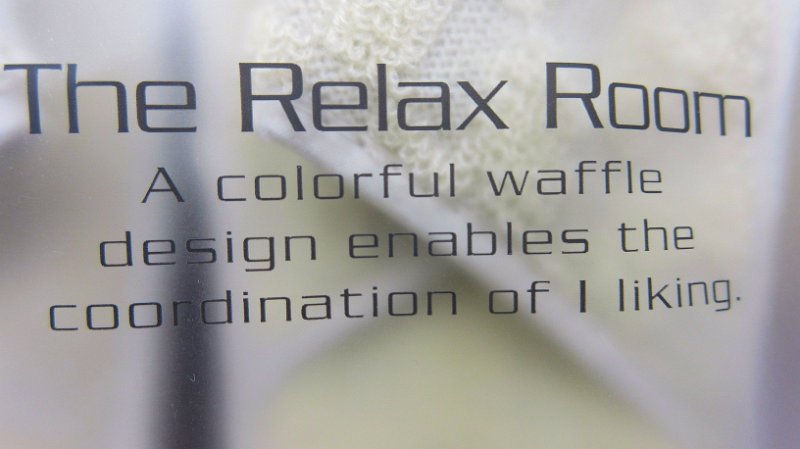 The Relax Room
A colorful waffle
design enables the
coordination of I liking.